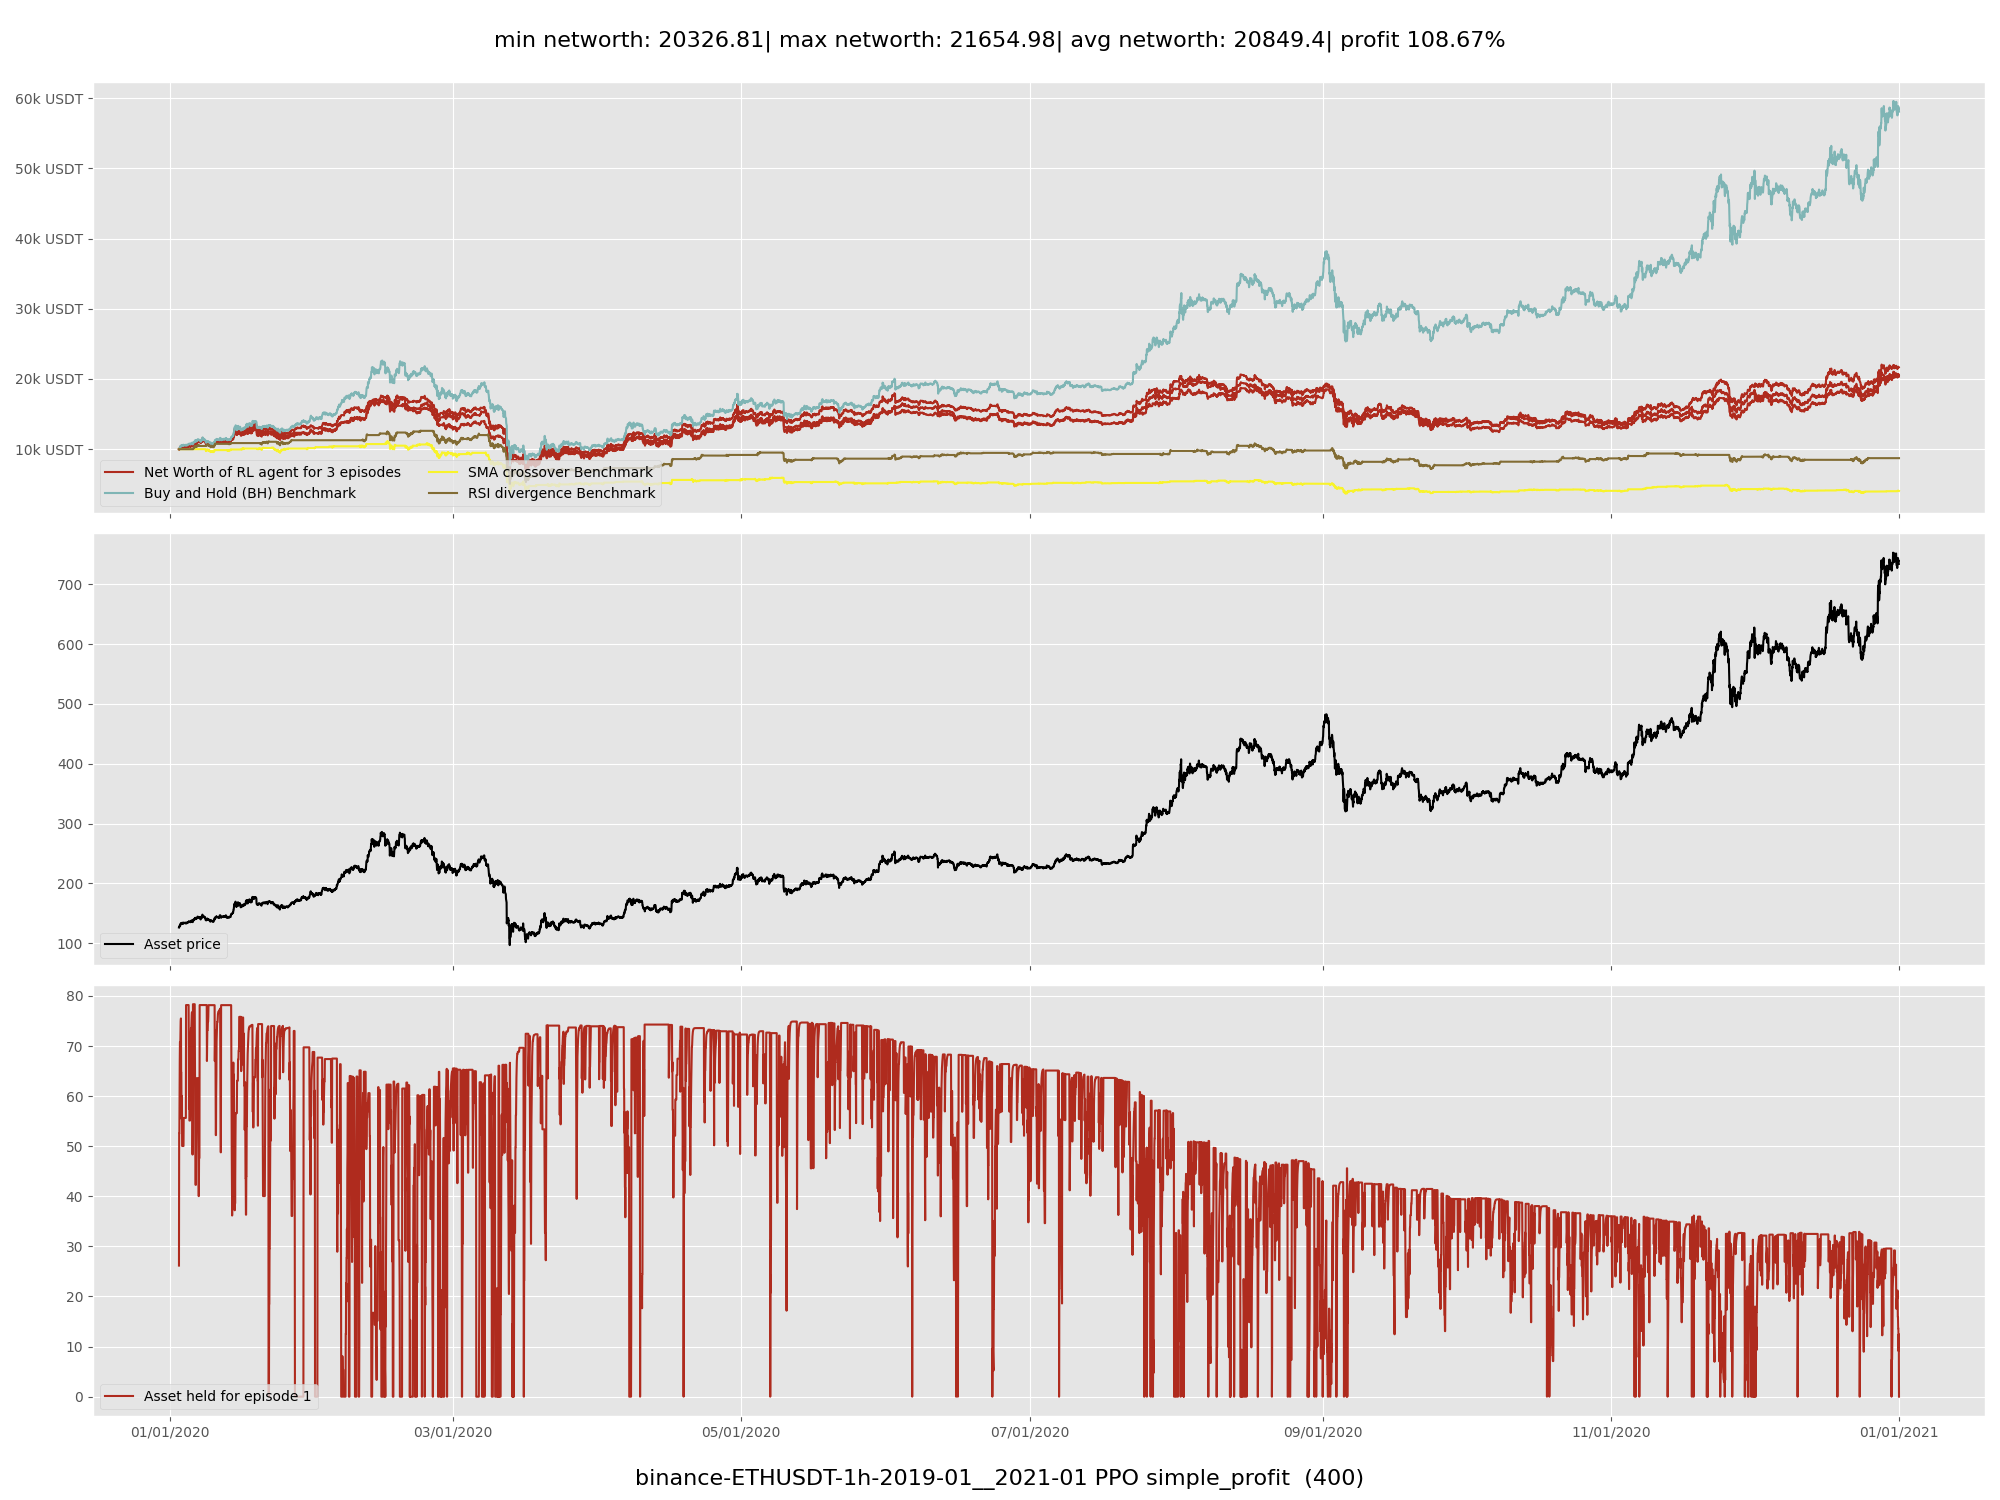 min networth: 20326.81| max networth: 21654.98| avg networth: 20849.4| profit 108.67%
60k USDT
50k USDT
40k USDT
30k USDT
20k USDT
10k USDT
Net Worth of RL agent for 3 episodes
Buy and Hold (BH) Benchmark
SMA crossover Benchmark
RSI divergence Benchmark
700
600
500
400
300
200
100
Asset price
80
70
60
50
40
30
20
10
0
Asset held for episode 1
01/01/2020 03/01/2020 05/01/2020 07/01/2020 09/01/2020 11/01/2020 01/01/2021
binance-ETHUSDT-1h-2019-01__2021-01 PPO simple_profit (400)